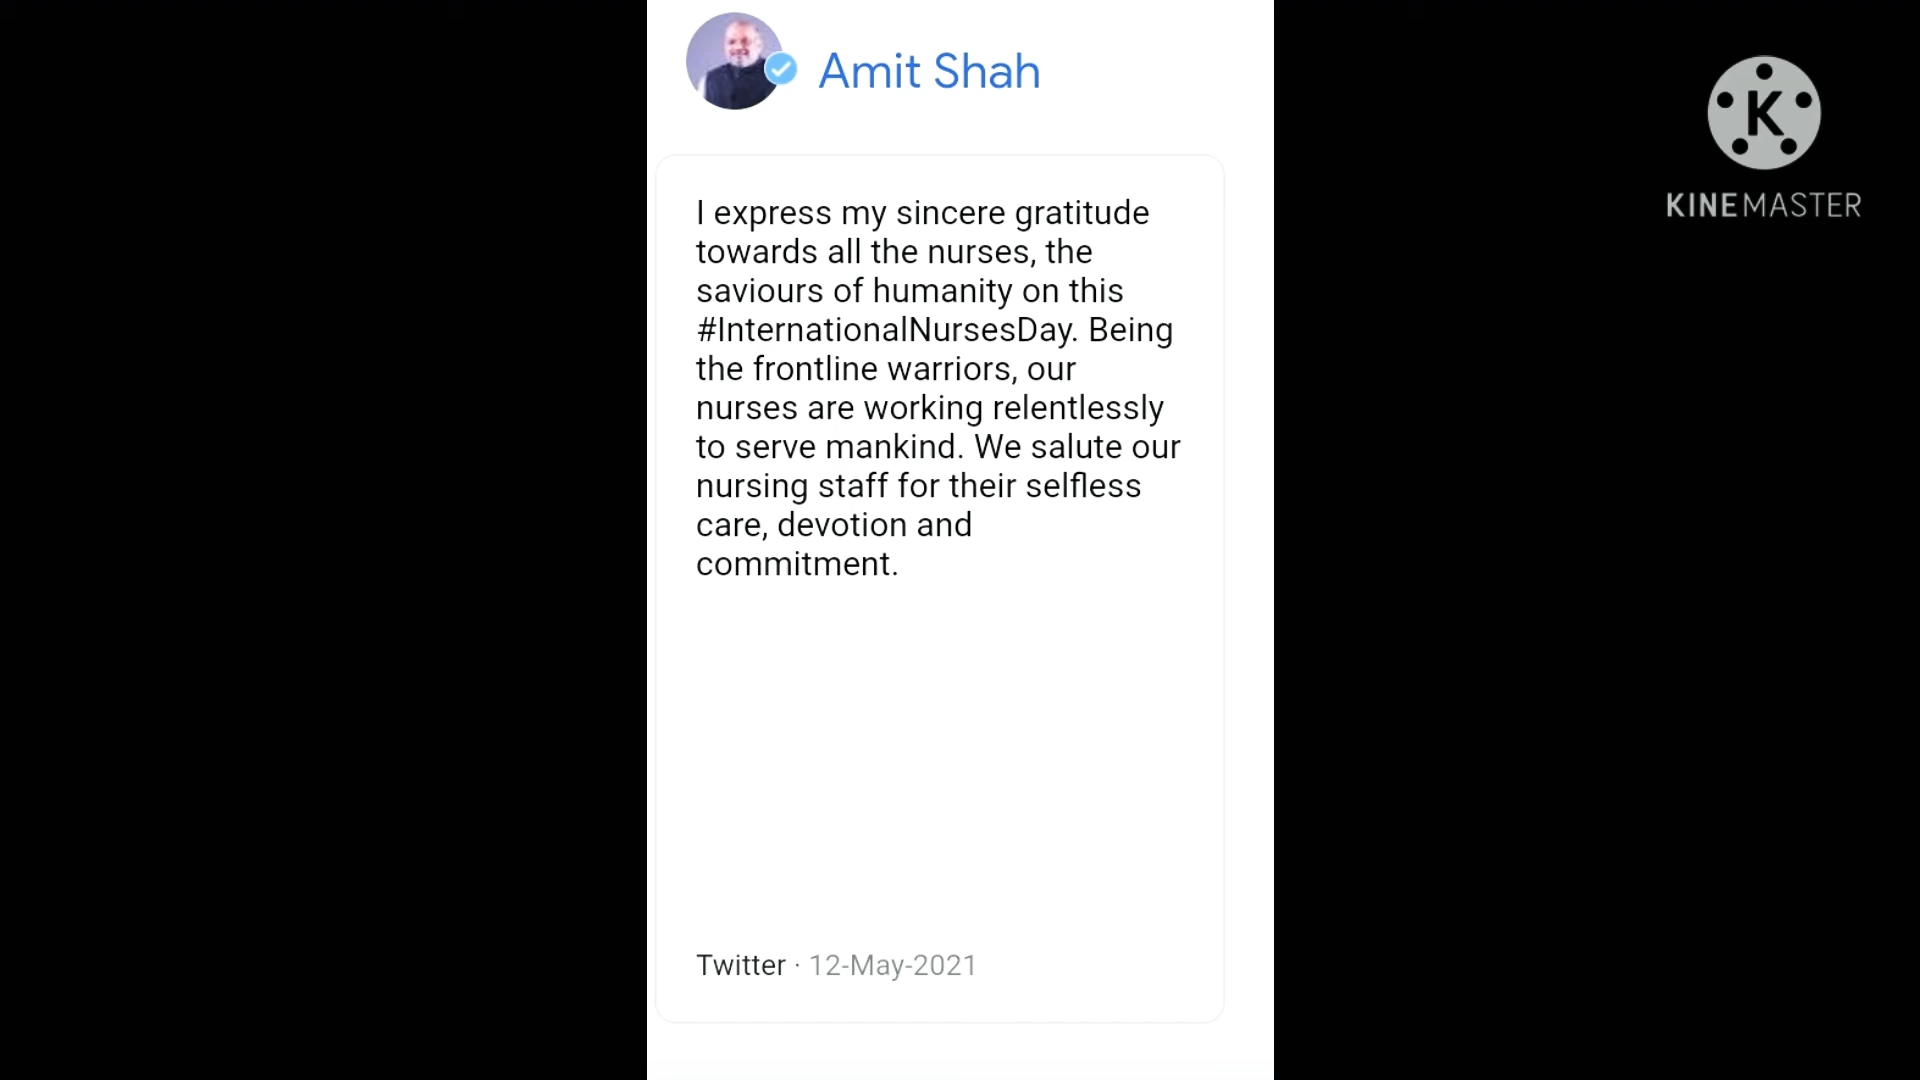 Amit Shah
I express my sincere gratitude
towards all the nurses, the
saviours of humanity on this
#InternationalNursesDay. Being
the frontline warriors, our
nurses are working relentlessly
to serve mankind. We salute our
nursing staff for their selfless
care, devotion and
commitment.
Twitter · 12-May-2021
K
KINEMASTER